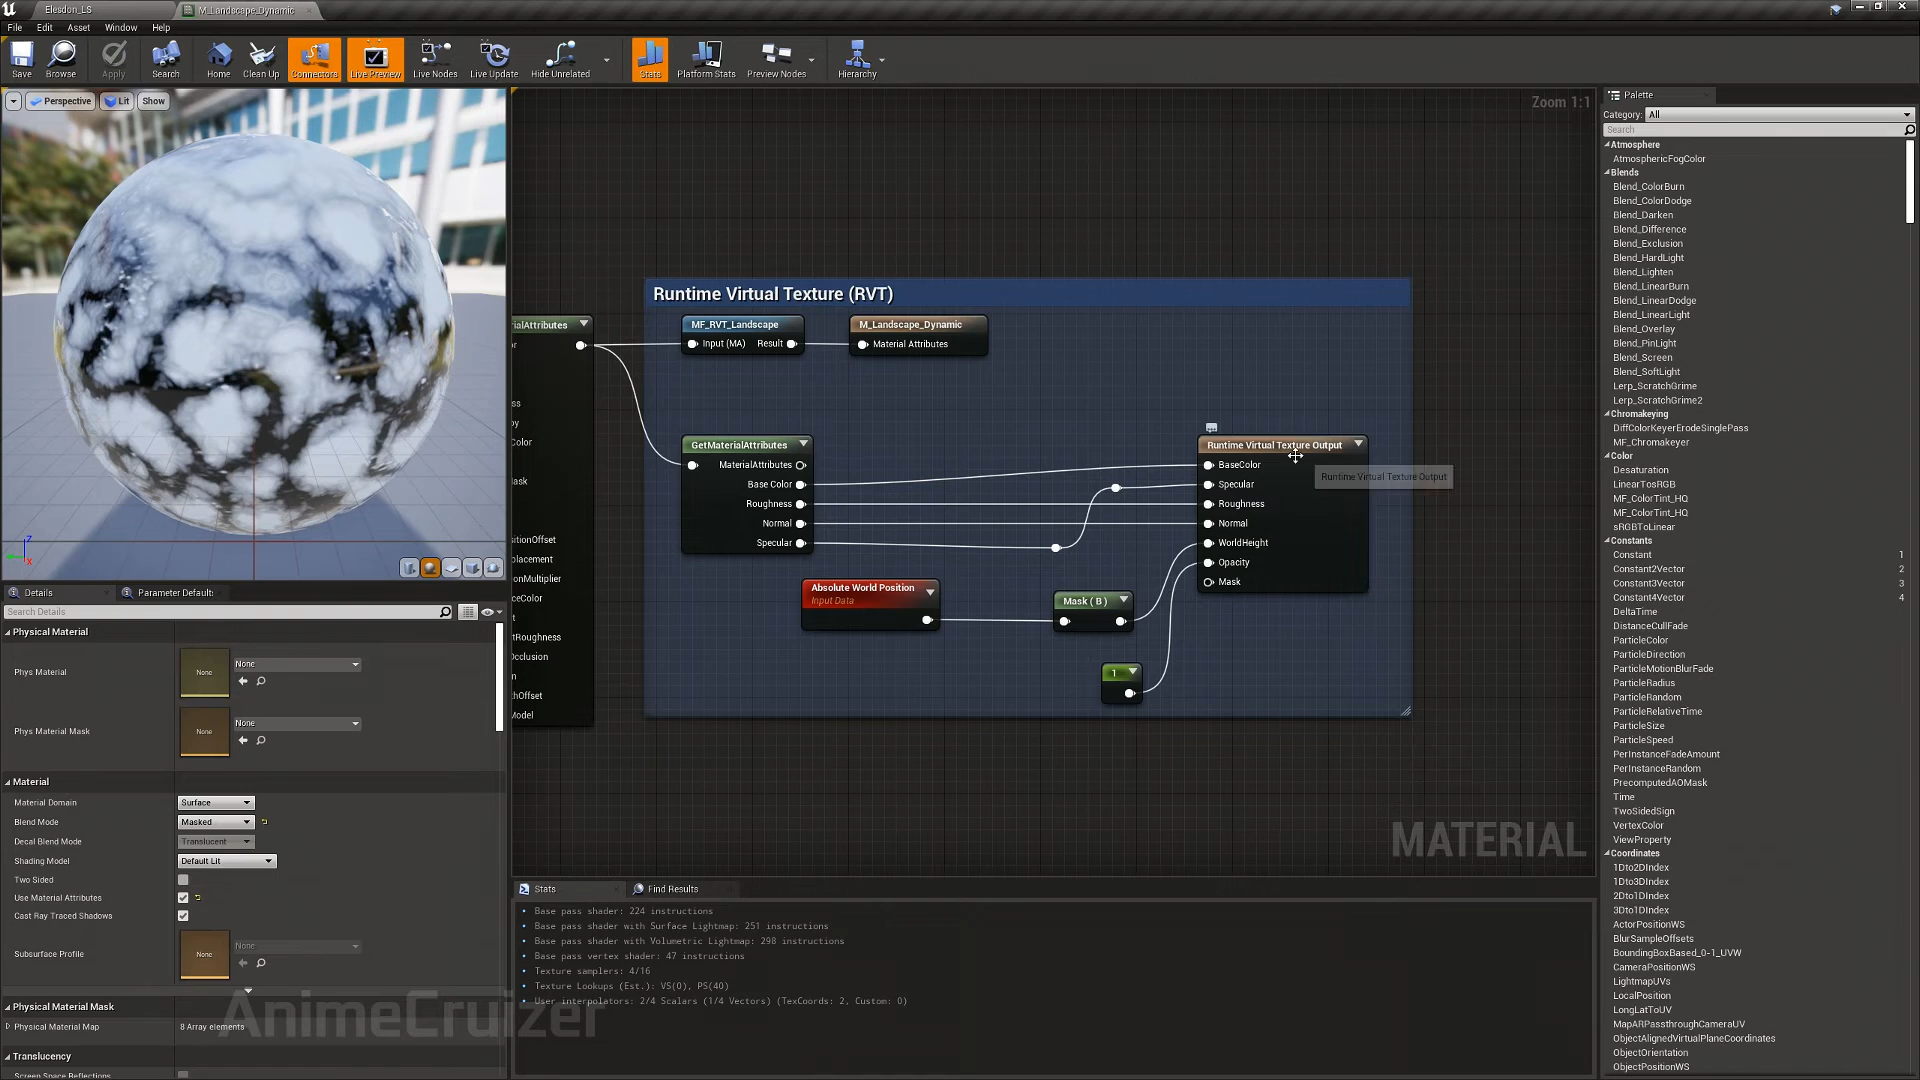 Elesdon_LS
M_Landscape_Dynamic
File Edit Asset Window Help
Save Browse Apply Search Home Clean Up Connectors Live Preview Live Nodes Live Update Hide Unrelated Stats Platform Stats Preview Nodes Hierarchy
Perspective Lit Show
Zoom 1:1
Runtime Virtual Texture (RVT)
MF_RVT_Landscape
Input (MA) Result
M_Landscape_Dynamic
Material Attributes
GetMaterialAttributes
MaterialAttributes
Base Color
Roughness
Normal
Specular
Runtime Virtual Texture Output
BaseColor
Specular
Roughness
Normal
WorldHeight
Opacity
Mask
Runtime Virtual Texture Output
Absolute World Position
Input Data
Mask ( B )
1
MATERIAL
Details
Parameter Default
Search Details
Physical Material
Phys Material None None
Phys Material Mask None None
Material
Material Domain Surface
Blend Mode Masked
Decal Blend Mode Translucent
Shading Model Default Lit
Two Sided
Use Material Attributes
Cast Ray Traced Shadows
Subsurface Profile None None
Physical Material Mask
Physical Material Map 8 Array elements
Translucency
Screen Space Reflections
AnimeCruizer
Stats
Find Results
Base pass shader: 224 instructions
Base pass shader with Surface Lightmap: 251 instructions
Base pass shader with Volumetric Lightmap: 298 instructions
Base pass vertex shader: 47 instructions
Texture samplers: 4/16
Texture Lookups (Est.): VS(0), PS(40)
User interpolators: 2/4 Scalars (1/4 Vectors) (TexCoords: 2, Custom: 0)
Palette
Category: All
Search
Atmosphere
AtmosphericFogColor
Blends
Blend_ColorBurn
Blend_ColorDodge
Blend_Darken
Blend_Difference
Blend_Exclusion
Blend_HardLight
Blend_Lighten
Blend_LinearBurn
Blend_LinearDodge
Blend_LinearLight
Blend_Overlay
Blend_PinLight
Blend_Screen
Blend_SoftLight
Lerp_ScratchGrime
Lerp_ScratchGrime2
Chromakeying
DiffColorKeyerErodeSinglePass
MF_Chromakeyer
Color
Desaturation
LinearTosRGB
MF_ColorTint_HQ
MF_ColorTint_HQ
sRGBToLinear
Constants
Constant 1
Constant2Vector 2
Constant3Vector 3
Constant4Vector 4
DeltaTime
DistanceCullFade
ParticleColor
ParticleDirection
ParticleMotionBlurFade
ParticleRadius
ParticleRandom
ParticleRelativeTime
ParticleSize
ParticleSpeed
PerInstanceFadeAmount
PerInstanceRandom
PrecomputedAOMask
Time
TwoSidedSign
VertexColor
ViewProperty
Coordinates
1Dto2DIndex
1Dto3DIndex
2Dto1DIndex
3Dto1DIndex
ActorPositionWS
BlurSampleOffsets
BoundingBoxBased_0-1_UVW
CameraPositionWS
LightmapUVs
LocalPosition
LongLatToUV
MapARPassthroughCameraUV
ObjectAlignedVirtualPlaneCoordinates
ObjectOrientation
ObjectPositionWS